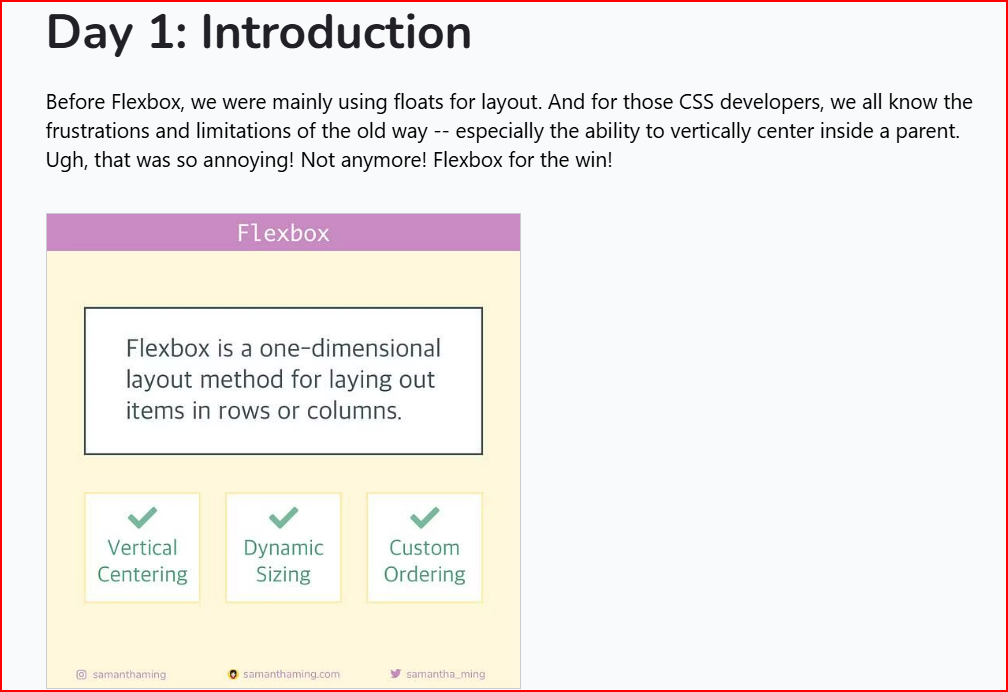 Day 1: Introduction
Before Flexbox, we were mainly using floats for layout. And for those CSS developers, we all know the
frustrations and limitations of the old way -- especially the ability to vertically center inside a parent.
Ugh, that was so annoying! Not anymore! Flexbox for the win!
Flexbox
Flexbox is a one-dimensional
layout method for laying out
items in rows or columns.
Vertical
Centering
Dynamic
Sizing
Custom
Ordering
samanthaming
samanthaming.com
samantha_ming